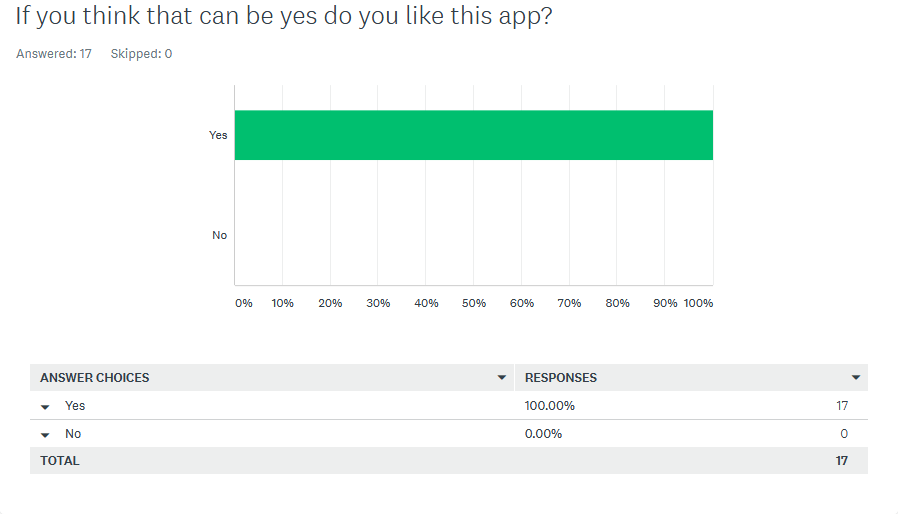 If you think that can be yes do you like this app?
Answered: 17 Skipped: 0
Yes
No
0% 10% 20% 30% 40% 50% 60% 70% 80% 90% 100%
ANSWER CHOICES RESPONSES
Yes 100.00% 17
No 0.00% 0
TOTAL 17